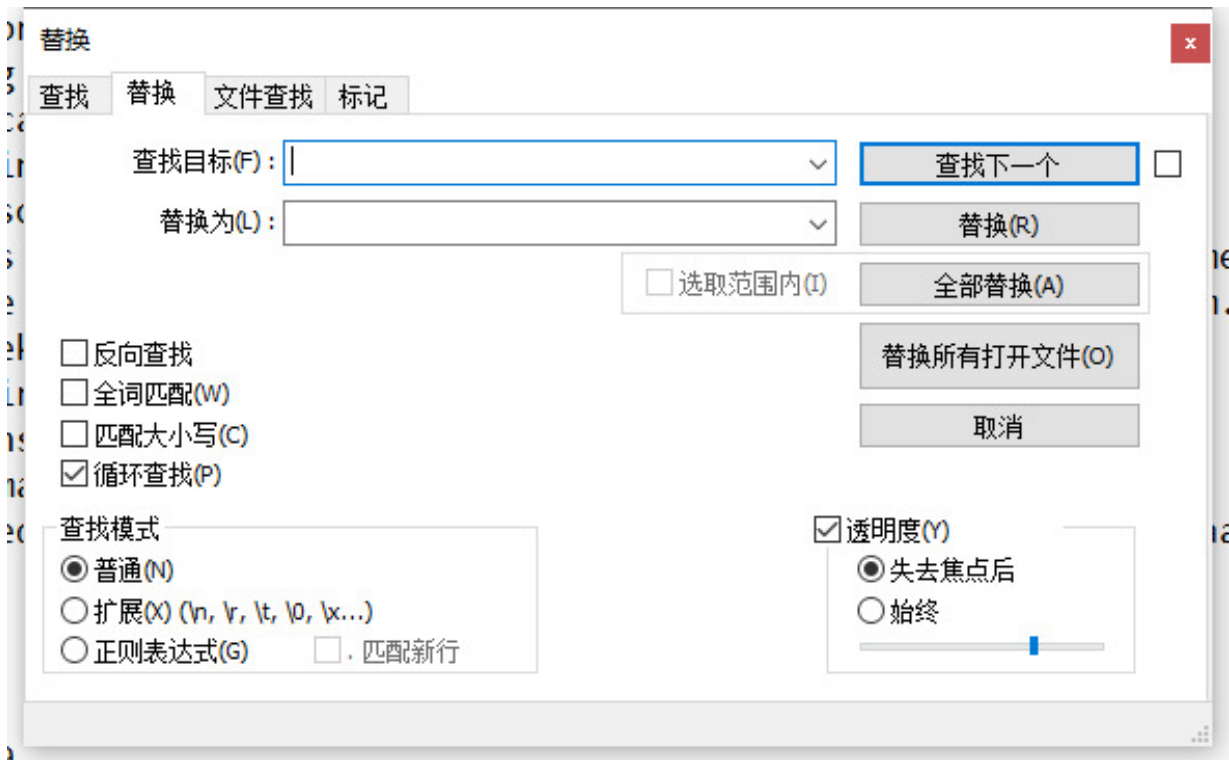 替换
x
查找 替换 文件查找 标记
查找目标(F) : 查找下一个
替换为(L) : 替换(R)
选取范围内(I) 全部替换(A)
替换所有打开文件(O)
反向查找
全词匹配(W)
取消
匹配大小写(C)
循环查找(P)
查找模式
透明度(Y)
普通(N)
失去焦点后
扩展(X) (\n, \r, \t, \0, \x...)
始终
正则表达式(G) . 匹配新行